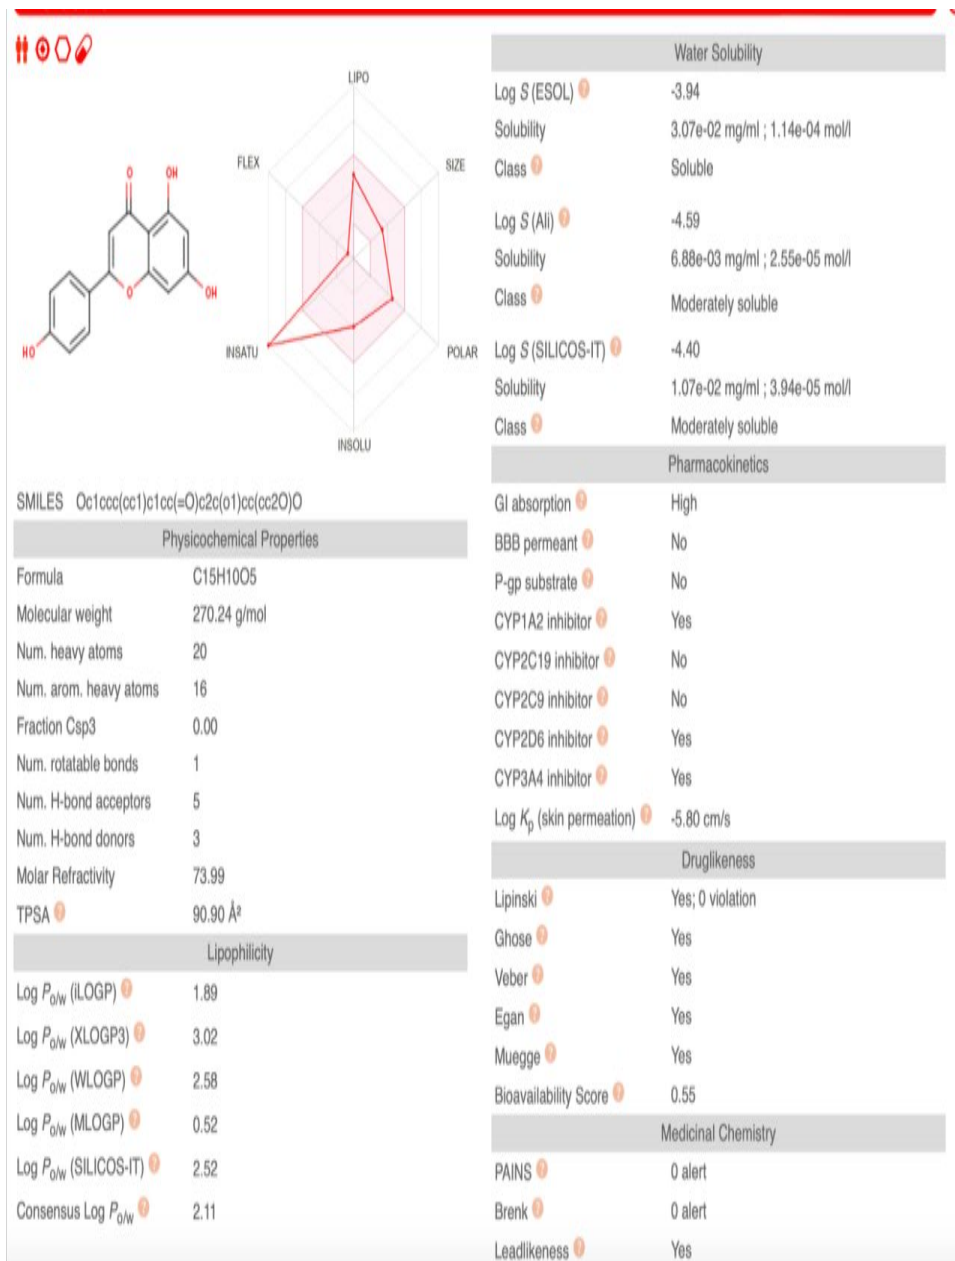 LIPO
FLEX
SIZE
INSATU
POLAR
INSOLU
O
OH
O
OH
HO
SMILES Oc1ccc(cc1)c1cc(=O)c2c(o1)cc(cc2O)O
Physicochemical Properties
Formula C15H10O5
Molecular weight 270.24 g/mol
Num. heavy atoms 20
Num. arom. heavy atoms 16
Fraction Csp3 0.00
Num. rotatable bonds 1
Num. H-bond acceptors 5
Num. H-bond donors 3
Molar Refractivity 73.99
TPSA ? 90.90 Å²
Lipophilicity
Log Po/w (iLOGP) ? 1.89
Log Po/w (XLOGP3) ? 3.02
Log Po/w (WLOGP) ? 2.58
Log Po/w (MLOGP) ? 0.52
Log Po/w (SILICOS-IT) ? 2.52
Consensus Log Po/w ? 2.11
Water Solubility
Log S (ESOL) ? -3.94
Solubility 3.07e-02 mg/ml ; 1.14e-04 mol/l
Class ? Soluble
Log S (Ali) ? -4.59
Solubility 6.88e-03 mg/ml ; 2.55e-05 mol/l
Class ? Moderately soluble
Log S (SILICOS-IT) ? -4.40
Solubility 1.07e-02 mg/ml ; 3.94e-05 mol/l
Class ? Moderately soluble
Pharmacokinetics
GI absorption ? High
BBB permeant ? No
P-gp substrate ? No
CYP1A2 inhibitor ? Yes
CYP2C19 inhibitor ? No
CYP2C9 inhibitor ? No
CYP2D6 inhibitor ? Yes
CYP3A4 inhibitor ? Yes
Log Kp (skin permeation) ? -5.80 cm/s
Druglikeness
Lipinski ? Yes; 0 violation
Ghose ? Yes
Veber ? Yes
Egan ? Yes
Muegge ? Yes
Bioavailability Score ? 0.55
Medicinal Chemistry
PAINS ? 0 alert
Brenk ? 0 alert
Leadlikeness ? Yes